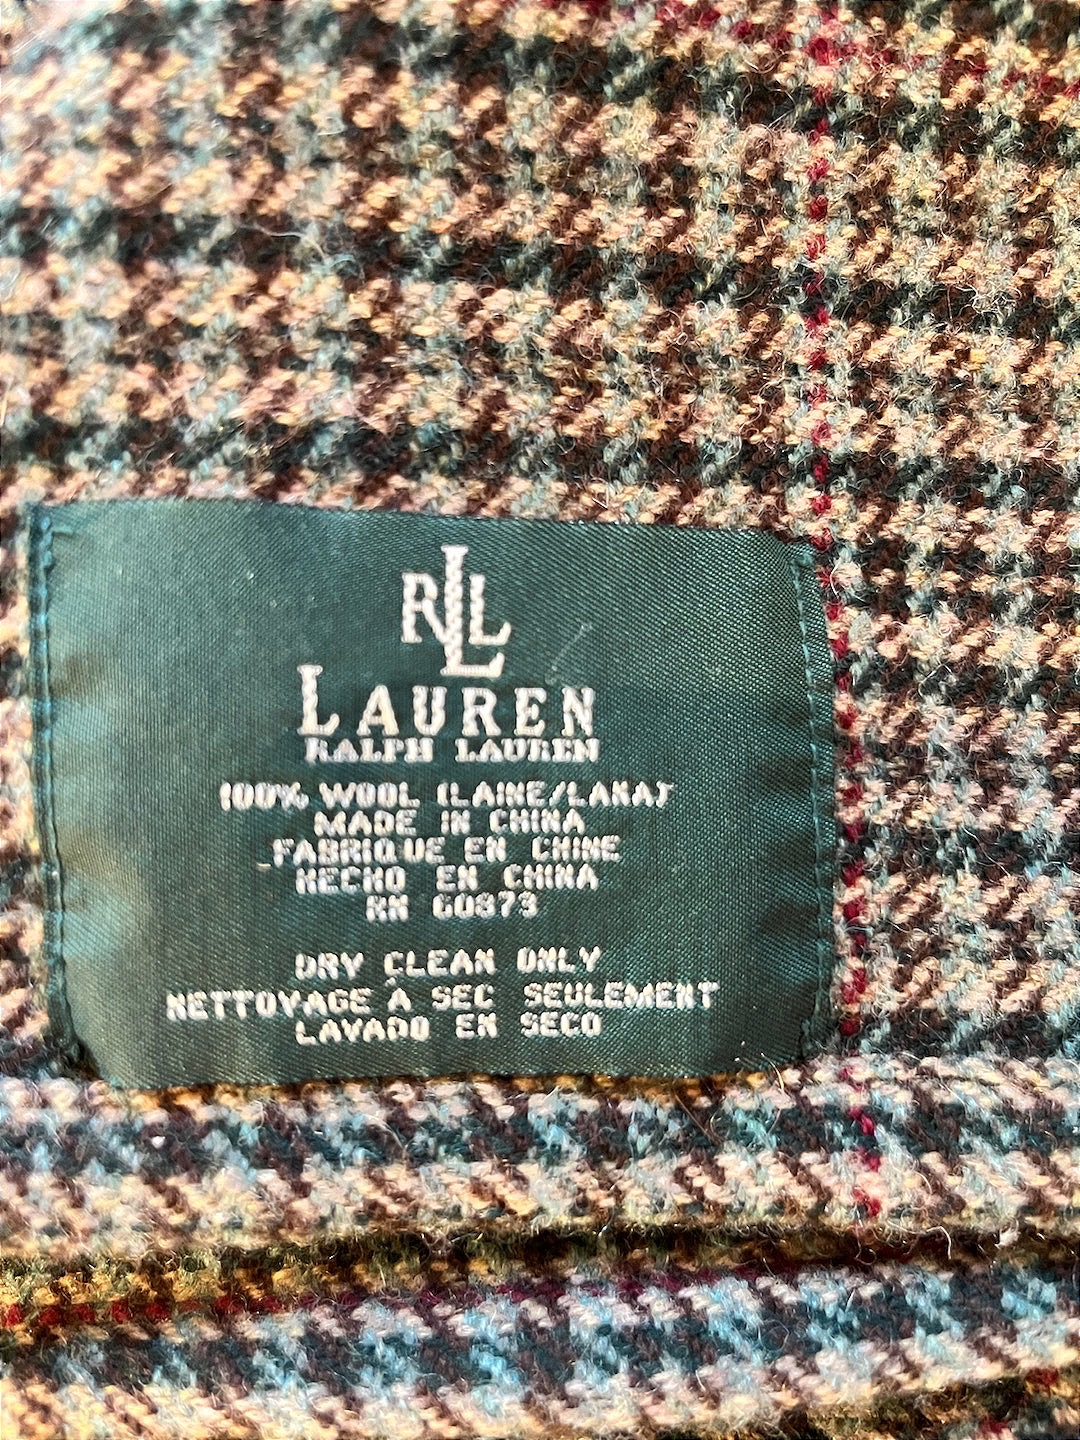 RLL
LAUREN
RALPH LAUREN
100% WOOL (LAINE/LANA)
MADE IN CHINA
FABRIQUE EN CHINE
HECHO EN CHINA
RN 60873
DRY CLEAN ONLY
NETTOYAGE À SEC SEULEMENT
LAVADO EN SECO